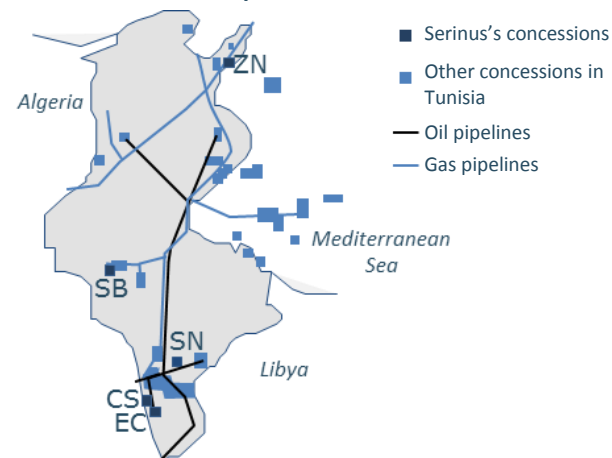 ZN
Serinus's concessions
Other concessions in
Tunisia
Oil pipelines
Gas pipelines
Algeria
Mediterranean
Sea
SB
SN
Libya
CS
EC